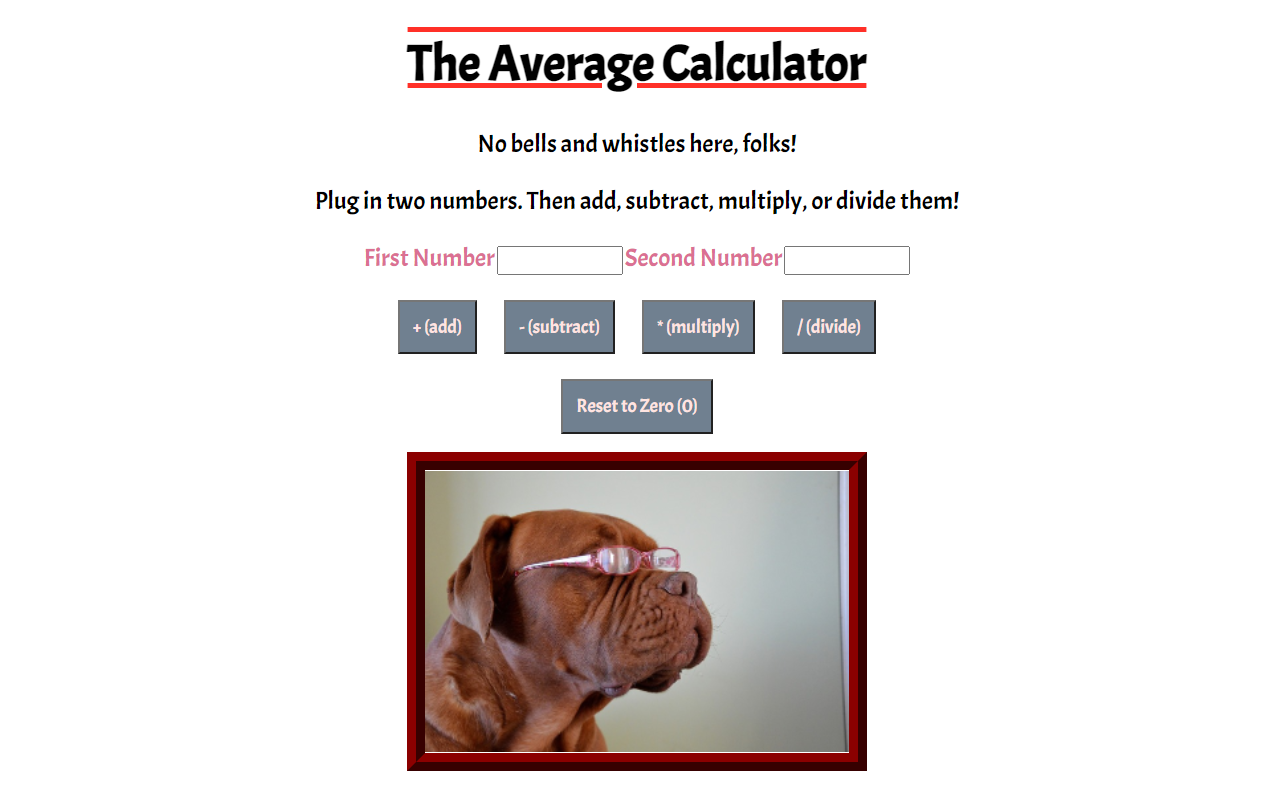 The Average Calculator
No bells and whistles here, folks!
Plug in two numbers. Then add, subtract, multiply, or divide them!
First Number Second Number
+ (add) - (subtract) * (multiply) / (divide)
Reset to Zero (0)